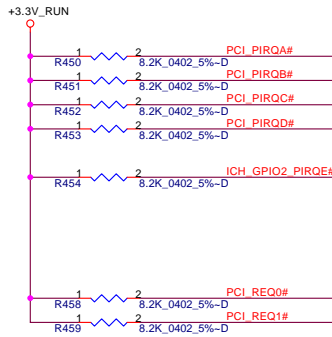 +3.3V_RUN
1 2 PCI_PIRQA#
R450 8.2K_0402_5%~D
1 2 PCI_PIRQB#
R451 8.2K_0402_5%~D
1 2 PCI_PIRQC#
R452 8.2K_0402_5%~D
1 2 PCI_PIRQD#
R453 8.2K_0402_5%~D
1 2 ICH_GPIO2_PIRQE#
R454 8.2K_0402_5%~D
1 2 PCI_REQ0#
R458 8.2K_0402_5%~D
1 2 PCI_REQ1#
R459 8.2K_0402_5%~D